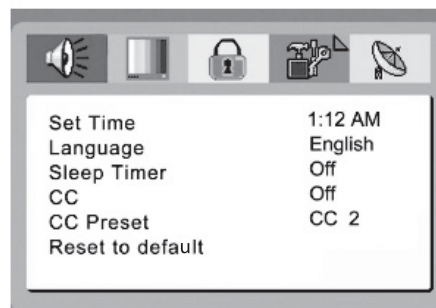 Set Time 1:12 AM
Language English
Sleep Timer Off
CC Off
CC Preset CC 2
Reset to default